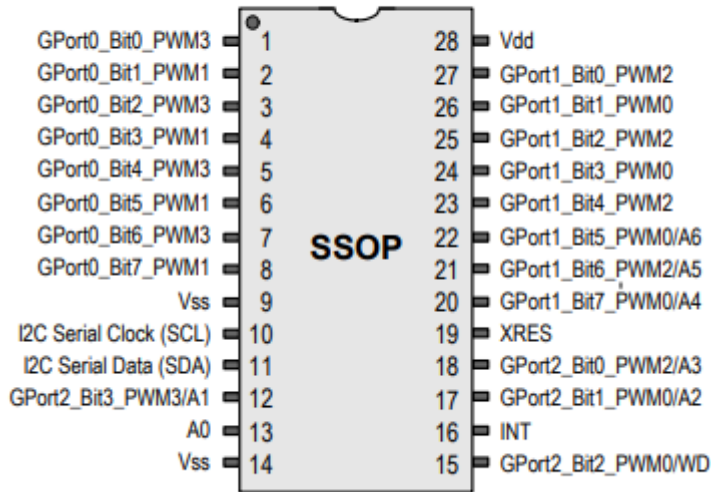 GPort0_Bit0_PWM3 1 28 Vdd
GPort0_Bit1_PWM1 2 27 GPort1_Bit0_PWM2
GPort0_Bit2_PWM3 3 26 GPort1_Bit1_PWM0
GPort0_Bit3_PWM1 4 25 GPort1_Bit2_PWM2
GPort0_Bit4_PWM3 5 24 GPort1_Bit3_PWM0
GPort0_Bit5_PWM1 6 23 GPort1_Bit4_PWM2
GPort0_Bit6_PWM3 7 SSOP 22 GPort1_Bit5_PWM0/A6
GPort0_Bit7_PWM1 8 21 GPort1_Bit6_PWM2/A5
Vss 9 20 GPort1_Bit7_PWM0/A4
I2C Serial Clock (SCL) 10 19 XRES
I2C Serial Data (SDA) 11 18 GPort2_Bit0_PWM2/A3
GPort2_Bit3_PWM3/A1 12 17 GPort2_Bit1_PWM0/A2
A0 13 16 INT
Vss 14 15 GPort2_Bit2_PWM0/WD